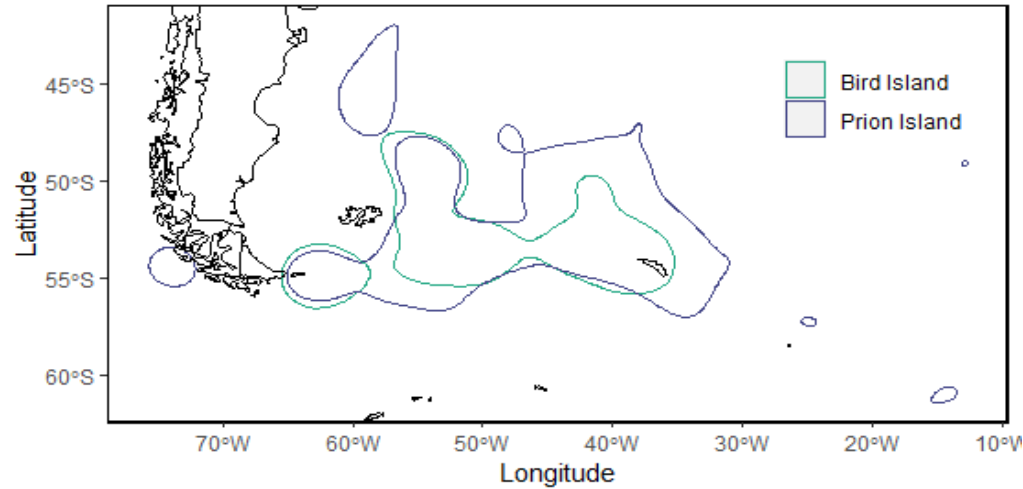 45°S
50°S
55°S
60°S
Latitude
Bird Island
Prion Island
70°W
60°W
50°W
40°W
30°W
20°W
10°W
Longitude